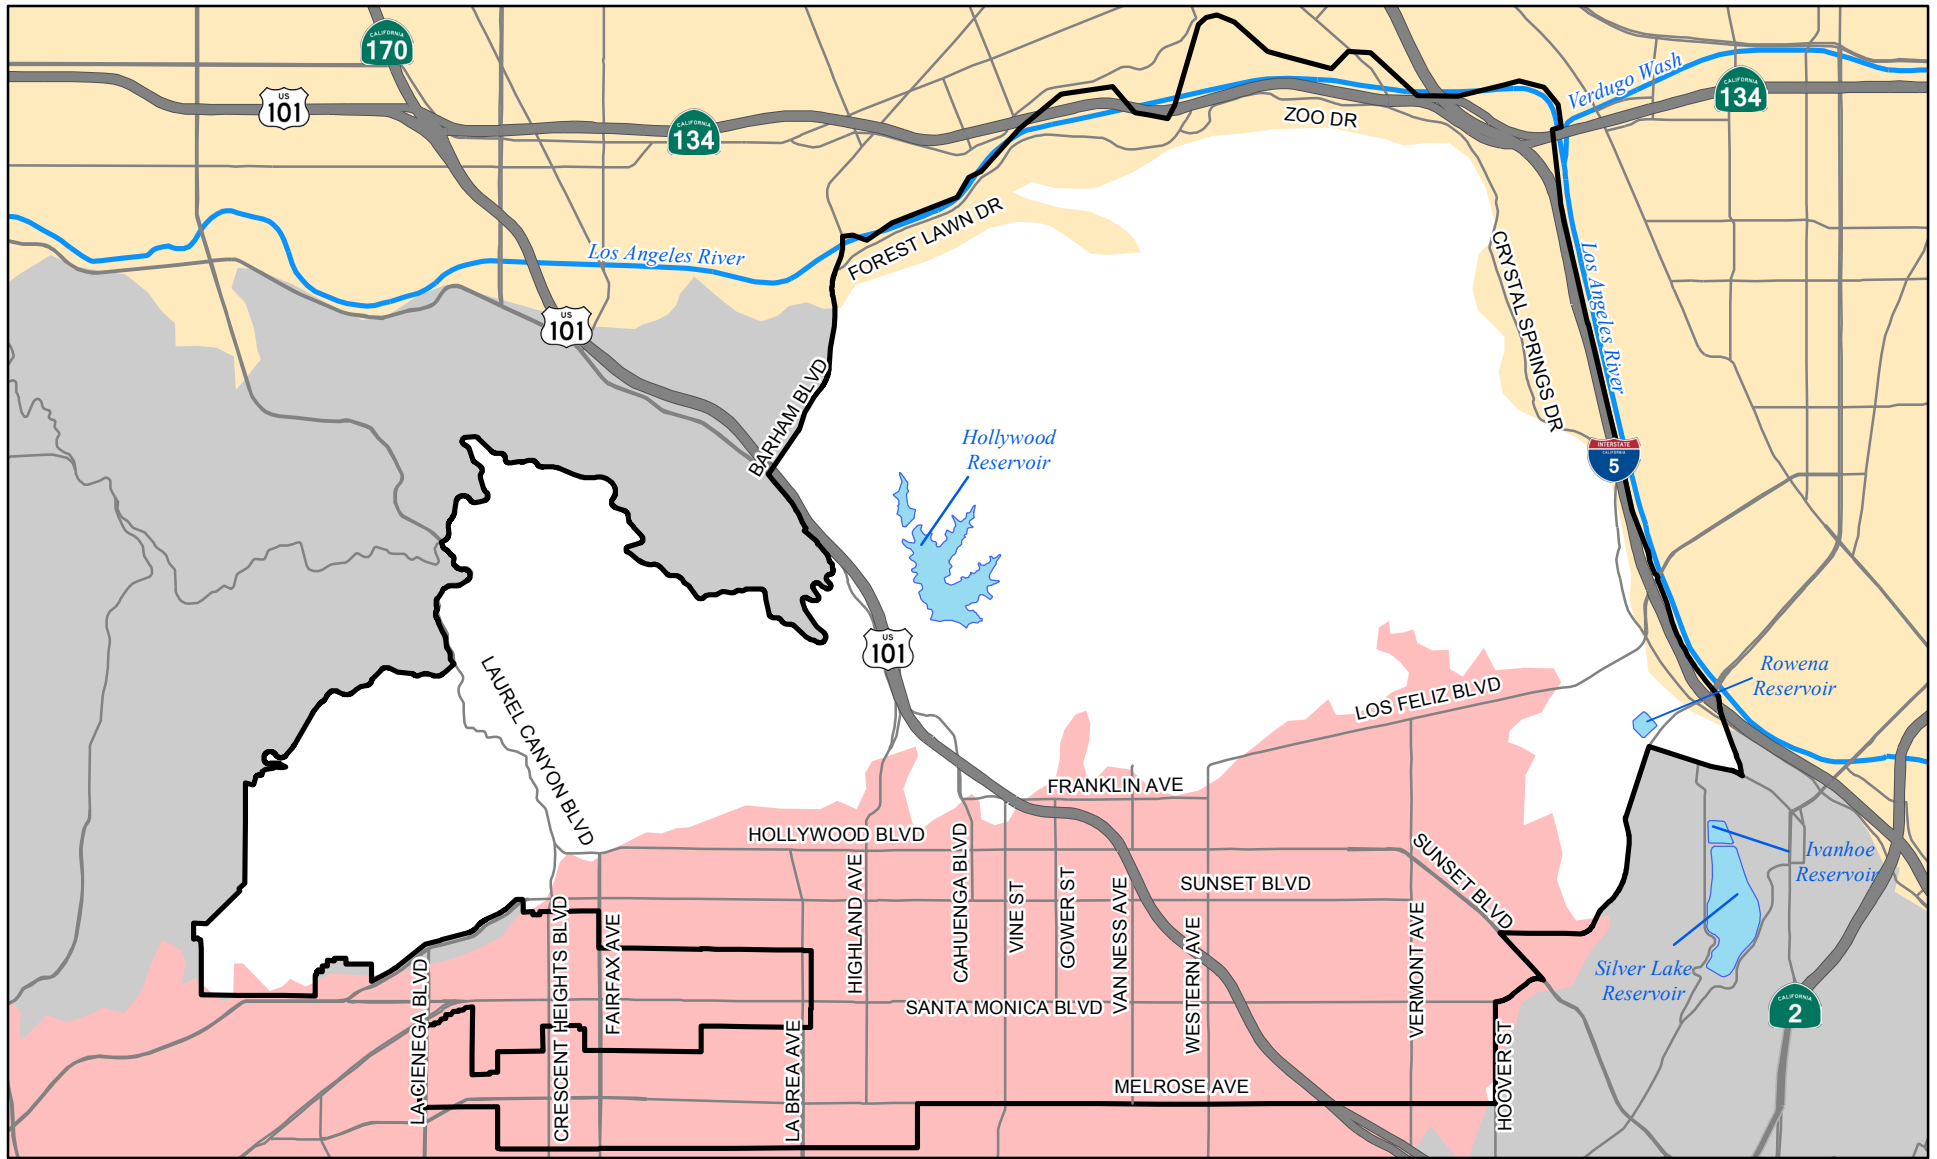 CALIFORNIA
170
US
101
CALIFORNIA
134
ZOO DR
Verdugo Wash
CALIFORNIA
134
Los Angeles River
FOREST LAWN DR
US
101
CRYSTAL SPRINGS DR
Los Angeles River
BARHAM BLVD
Hollywood
Reservoir
INTERSTATE
CALIFORNIA
5
US
101
LAUREL CANYON BLVD
LOS FELIZ BLVD
Rowena
Reservoir
FRANKLIN AVE
HOLLYWOOD BLVD
SUNSET BLVD
SUNSET BLVD
Ivanhoe
Reservoir
LA CIENEGA BLVD
CRESCENT HEIGHTS BLVD
FAIRFAX AVE
LA BREA AVE
HIGHLAND AVE
CAHUENGA BLVD
VINE ST
GOWER ST
VAN NESS AVE
WESTERN AVE
VERMONT AVE
HOOVER ST
Silver Lake
Reservoir
SANTA MONICA BLVD
CALIFORNIA
2
MELROSE AVE